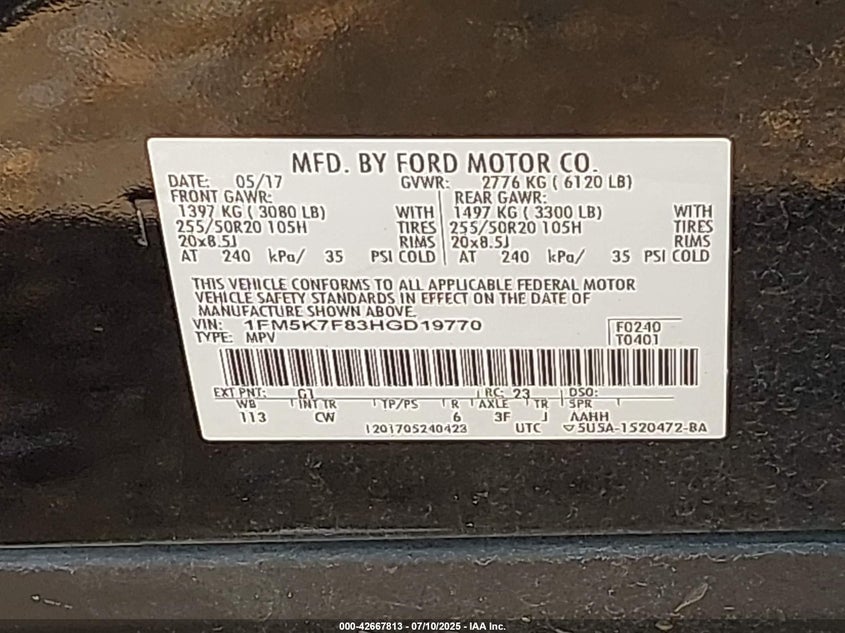 MFD. BY FORD MOTOR CO.
DATE: 05/17 GVWR: 2776 KG ( 6120 LB)
FRONT GAWR: REAR GAWR:
1397 KG ( 3080 LB) WITH 1497 KG ( 3300 LB) WITH
255/50R20 105H TIRES 255/50R20 105H TIRES
20x8.5J RIMS 20x8.5J RIMS
AT 240 kPa/ 35 PSI COLD AT 240 kPa/ 35 PSI COLD
THIS VEHICLE CONFORMS TO ALL APPLICABLE FEDERAL MOTOR
VEHICLE SAFETY STANDARDS IN EFFECT ON THE DATE OF
MANUFACTURE SHOWN ABOVE.
VIN: 1FM5K7F83HGD19770 F0240
TYPE: MPV T0401
EXT PNT: G1 RC: 23 DSO:
WB INT TR TP/PS R AXLE TR SPR
113 CW 6 3F J AAHH
1201705240423 UTC 5U5A-1520472-BA
000-42667813 - 07/10/2025 - IAA Inc.